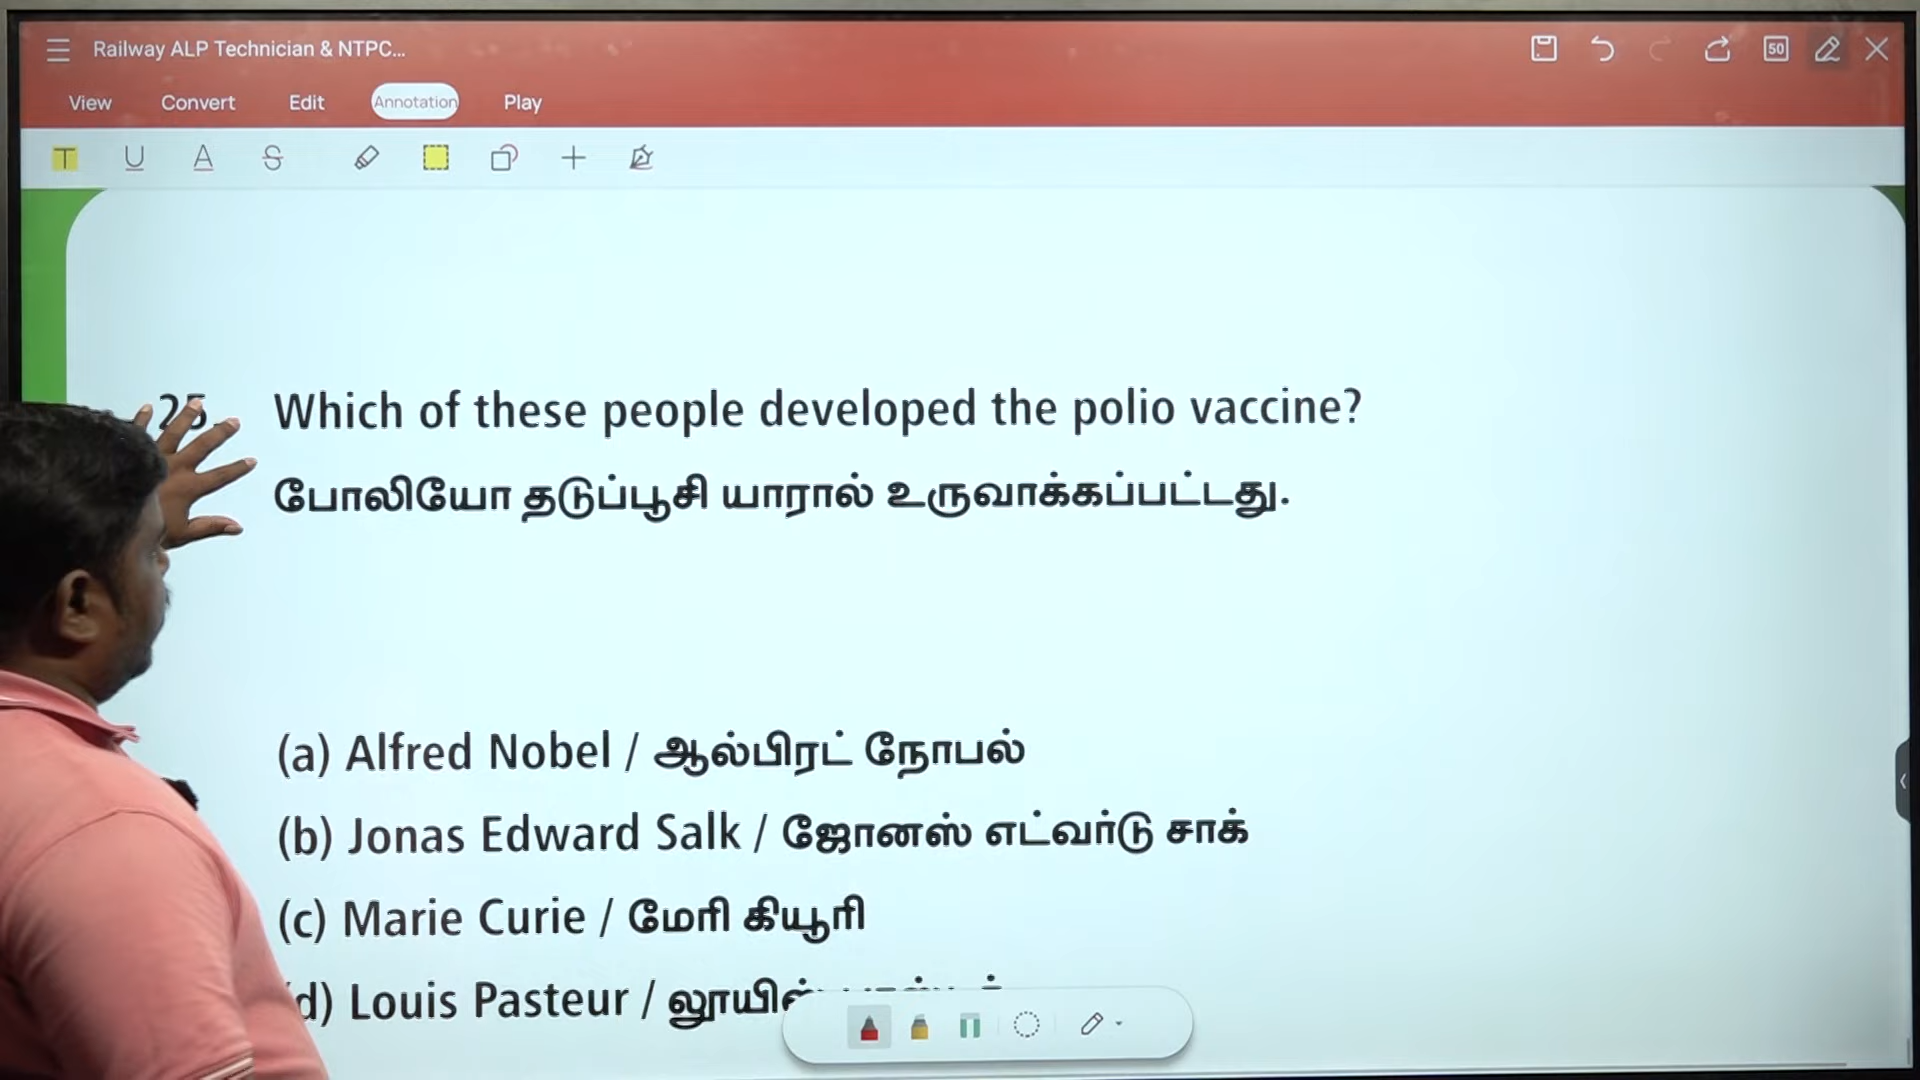 Railway ALP Technician & NTPC...
50
View Convert Edit Annotation Play
T U A S
25. Which of these people developed the polio vaccine?
போலியோ தடுப்பூசி யாரால் உருவாக்கப்பட்டது.
(a) Alfred Nobel / ஆல்பிரட் நோபல்
(b) Jonas Edward Salk / ஜோனஸ் எட்வர்டு சாக்
(c) Marie Curie / மேரி கியூரி
(d) Louis Pasteur /